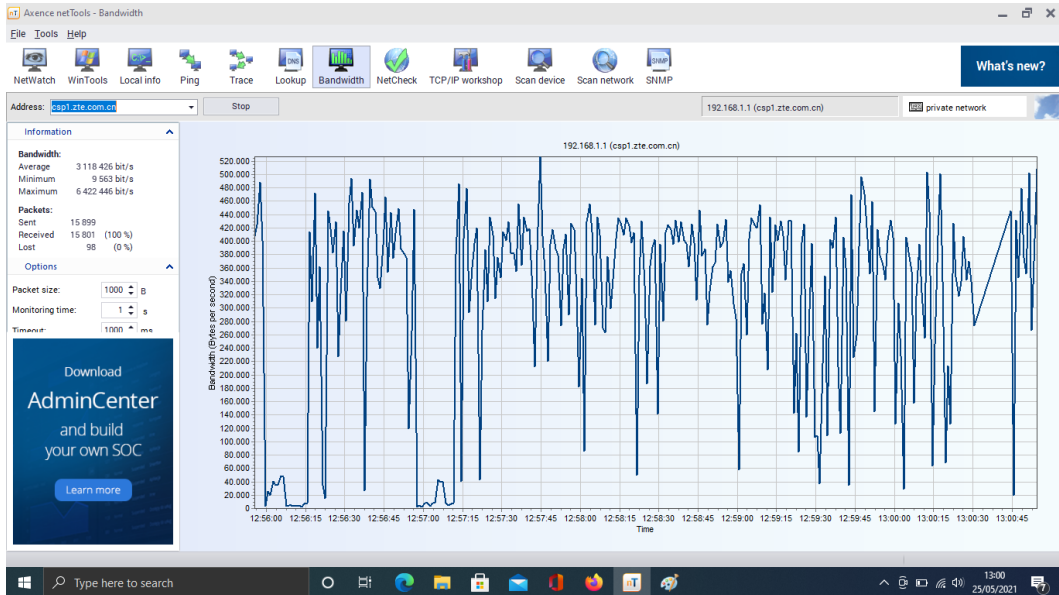 nT Axence netTools - Bandwidth
File Tools Help
NetWatch WinTools Local info Ping Trace Lookup Bandwidth NetCheck TCP/IP workshop Scan device Scan network SNMP
DNS
SNMP
What's new?
Address: csp1.zte.com.cn Stop 192.168.1.1 (csp1.zte.com.cn) private network
Information
Bandwidth:
Average 3 118 426 bit/s
Minimum 9 563 bit/s
Maximum 6 422 446 bit/s
Packets:
Sent 15 899
Received 15 801 (100 %)
Lost 98 (0 %)
Options
Packet size: 1000 B
Monitoring time: 1 s
Timeout: 1000 ms
Download
AdminCenter
and build
your own SOC
Learn more
192.168.1.1 (csp1.zte.com.cn)
Bandwidth (Bytes per second)
520.000
500.000
480.000
460.000
440.000
420.000
400.000
380.000
360.000
340.000
320.000
300.000
280.000
260.000
240.000
220.000
200.000
180.000
160.000
140.000
120.000
100.000
80.000
60.000
40.000
20.000
0
12:56:00 12:56:15 12:56:30 12:56:45 12:57:00 12:57:15 12:57:30 12:57:45 12:58:00 12:58:15 12:58:30 12:58:45 12:59:00 12:59:15 12:59:30 12:59:45 13:00:00 13:00:15 13:00:30 13:00:45
Time
Type here to search
nT
13:00
25/05/2021
7